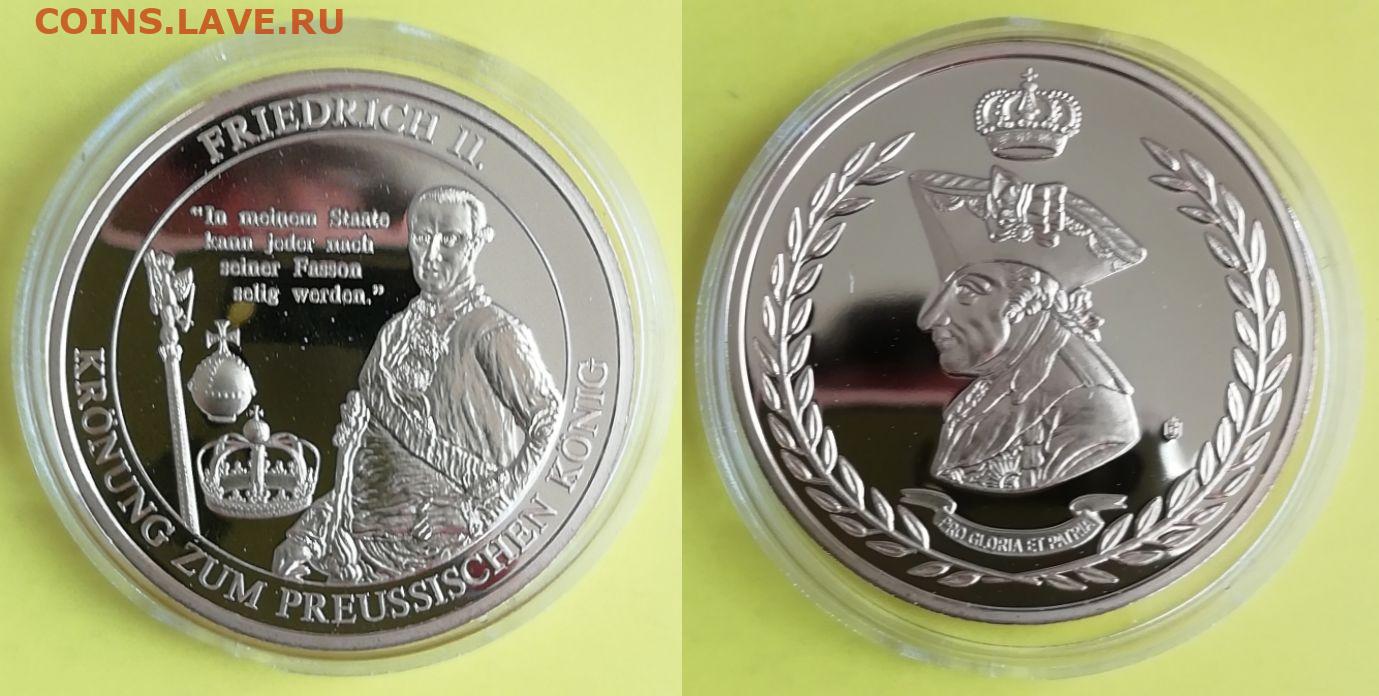 COINS.LAVE.RU
FRIEDRICH II.
“In meinem Staate
kann jeder nach
seiner Fasson
selig werden.”
KRÖNUNG ZUM PREUSSISCHEN KÖNIG
PRO GLORIA ET PATRIA